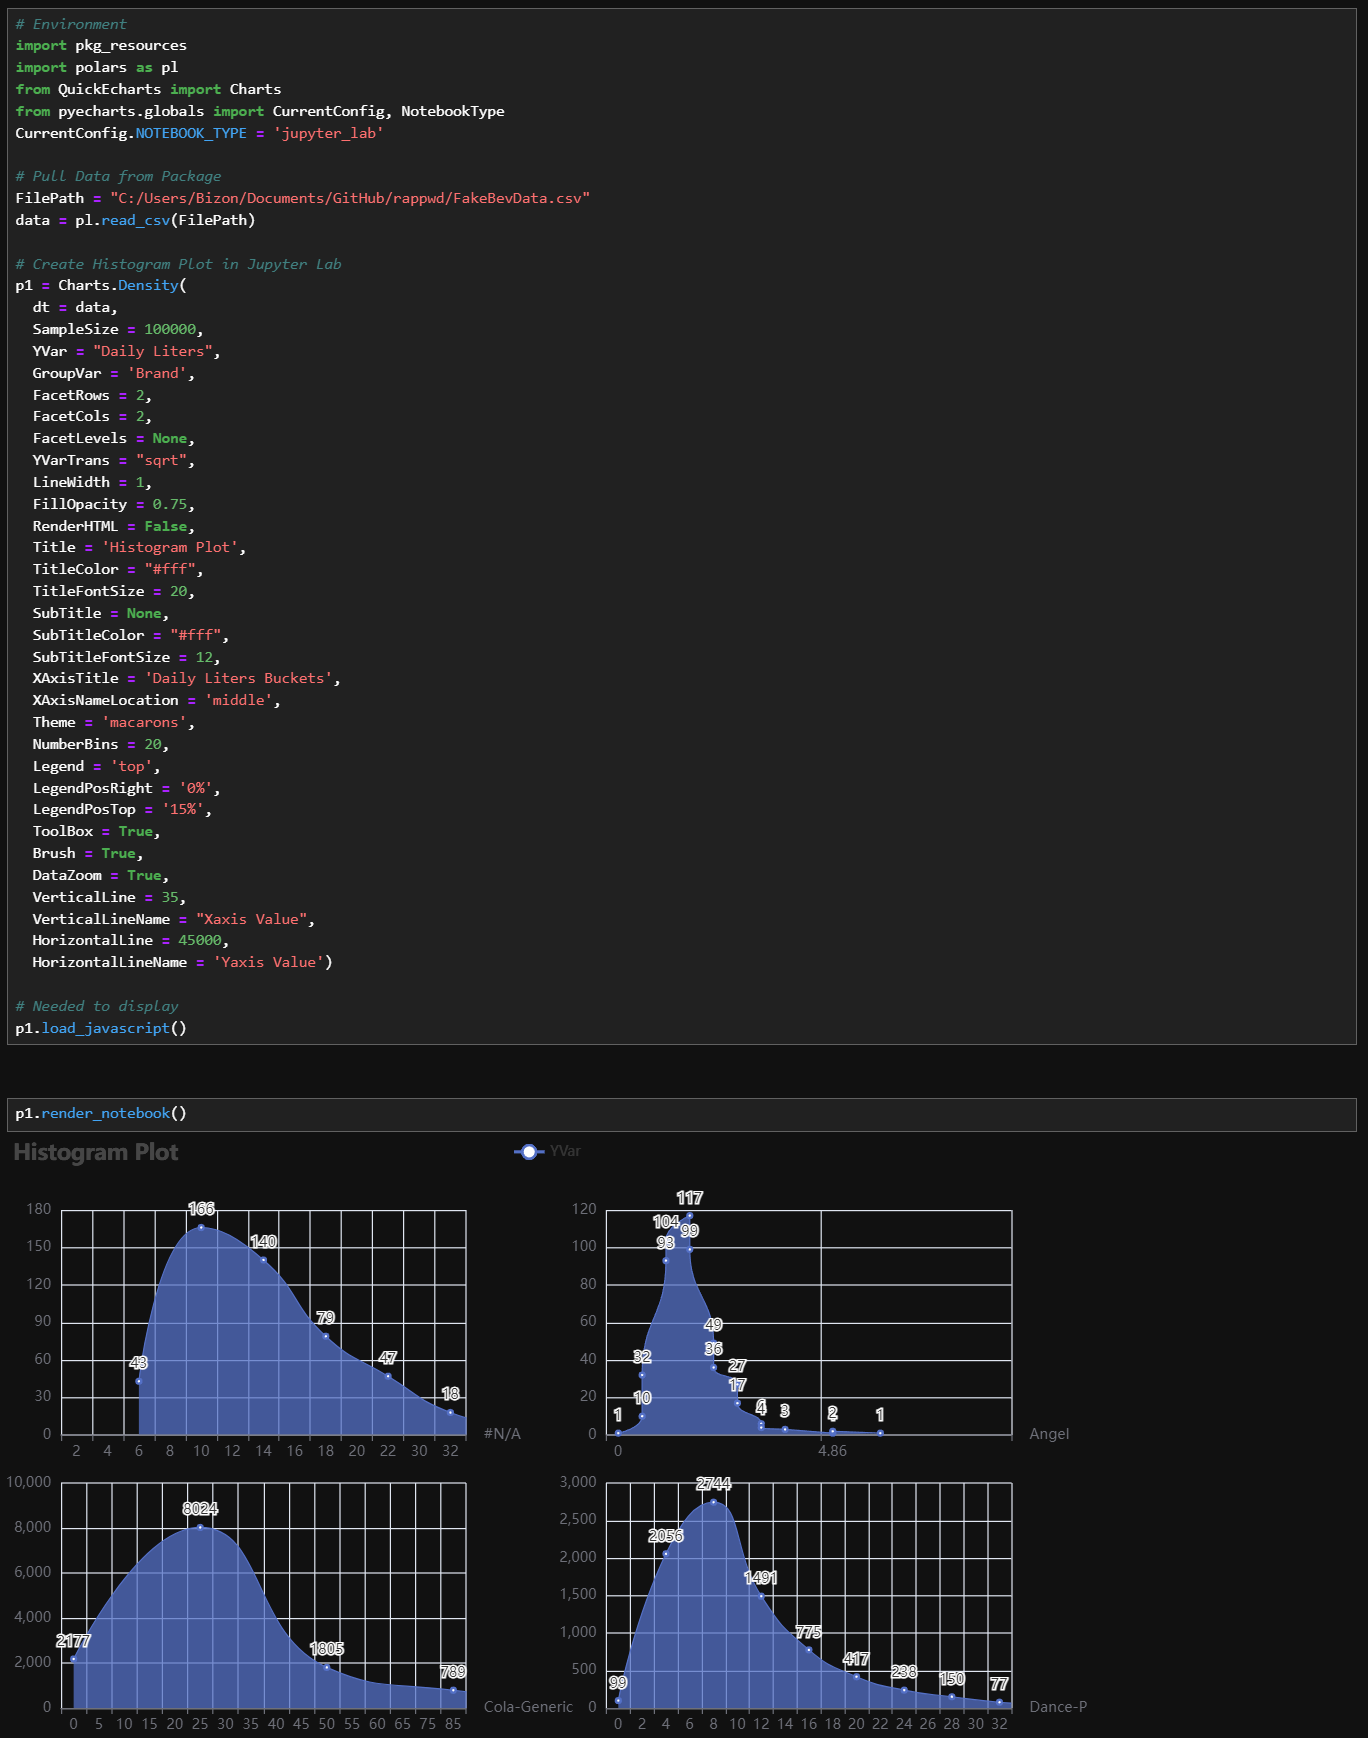 # Environment
import pkg_resources
import polars as pl
from QuickEcharts import Charts
from pyecharts.globals import CurrentConfig, NotebookType
CurrentConfig.NOTEBOOK_TYPE = 'jupyter_lab'
# Pull Data from Package
FilePath = "C:/Users/Bizon/Documents/GitHub/rappwd/FakeBevData.csv"
data = pl.read_csv(FilePath)
# Create Histogram Plot in Jupyter Lab
p1 = Charts.Density(
dt = data,
SampleSize = 100000,
YVar = "Daily Liters",
GroupVar = 'Brand',
FacetRows = 2,
FacetCols = 2,
FacetLevels = None,
YVarTrans = "sqrt",
LineWidth = 1,
FillOpacity = 0.75,
RenderHTML = False,
Title = 'Histogram Plot',
TitleColor = "#fff",
TitleFontSize = 20,
SubTitle = None,
SubTitleColor = "#fff",
SubTitleFontSize = 12,
XAxisTitle = 'Daily Liters Buckets',
XAxisNameLocation = 'middle',
Theme = 'macarons',
NumberBins = 20,
Legend = 'top',
LegendPosRight = '0%',
LegendPosTop = '15%',
ToolBox = True,
Brush = True,
DataZoom = True,
VerticalLine = 35,
VerticalLineName = "Xaxis Value",
HorizontalLine = 45000,
HorizontalLineName = 'Yaxis Value')
# Needed to display
p1.load_javascript()
p1.render_notebook()
Histogram Plot
YVar
180
150
120
90
60
30
0
43
166
140
79
47
18
2 4 6 8 10 12 14 16 18 20 22 30 32
#N/A
120
100
80
60
40
20
0
1
10
32
93
104
117
99
49
36
27
17
4
3
2
1
0 4.86
Angel
10,000
8,000
6,000
4,000
2,000
0
2177
8024
1805
789
0 5 10 15 20 25 30 35 40 45 50 55 60 65 75 85
Cola-Generic
3,000
2,500
2,000
1,500
1,000
500
0
99
2056
2744
1491
775
417
238
150
77
0 2 4 6 8 10 12 14 16 18 20 22 24 26 28 30 32
Dance-P